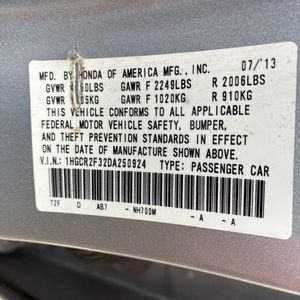 MFD. BY HONDA OF AMERICA MFG., INC. 07/'13
GVWR LBS GAWR F 2249LBS R 2006LBS
GVWR KG GAWR F 1020KG R 910KG
THIS VEHICLE CONFORMS TO ALL APPLICABLE
FEDERAL MOTOR VEHICLE SAFETY, BUMPER,
AND THEFT PREVENTION STANDARDS IN EFFECT ON THE
DATE OF MANUFACTURE SHOWN ABOVE.
V.I.N.: 1HGCR2F32DA250924 TYPE: PASSENGER CAR
T2F D AB7 - NH700M - A - A